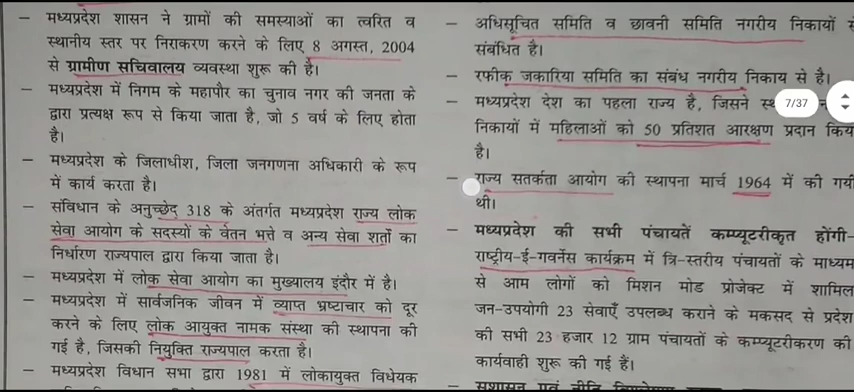 – मध्यप्रदेश शासन ने ग्रामों की समस्याओं का त्वरित व
स्थानीय स्तर पर निराकरण करने के लिए 8 अगस्त, 2004
से ग्रामीण सचिवालय व्यवस्था शुरू की है।
– मध्यप्रदेश में निगम के महापौर का चुनाव नगर की जनता के
द्वारा प्रत्यक्ष रूप से किया जाता है, जो 5 वर्ष के लिए होता
है।
– मध्यप्रदेश के जिलाधीश, जिला जनगणना अधिकारी के रूप
में कार्य करता है।
– संविधान के अनुच्छेद 318 के अंतर्गत मध्यप्रदेश राज्य लोक
सेवा आयोग के सदस्यों के वेतन भत्ते व अन्य सेवा शर्तो का
निर्धारण राज्यपाल द्वारा किया जाता है।
– मध्यप्रदेश में लोक सेवा आयोग का मुख्यालय इंदौर में है।
– मध्यप्रदेश में सार्वजनिक जीवन में व्याप्त भ्रष्टाचार को दूर
करने के लिए लोक आयुक्त नामक संस्था की स्थापना की
गई है, जिसकी नियुक्ति राज्यपाल करता है।
– मध्यप्रदेश विधान सभा द्वारा 1981 में लोकायुक्त विधेयक
– अधिसूचित समिति व छावनी समिति नगरीय निकायों
संबंधित है।
– रफीक जकारिया समिति का संबंध नगरीय निकाय से है।
– मध्यप्रदेश देश का पहला राज्य है, जिसने 7/37
निकायों में महिलाओं को 50 प्रतिशत आरक्षण प्रदान किय
है।
– राज्य सतर्कता आयोग की स्थापना मार्च 1964 में की गयी
थी।
– मध्यप्रदेश की सभी पंचायतें कम्प्यूटरीकृत होंगी-
राष्ट्रीय-ई-गवर्नेंस कार्यक्रम में त्रि-स्तरीय पंचायतों के माध्यम
से आम लोगों को मिशन मोड प्रोजेक्ट में शामिल
जन-उपयोगी 23 सेवाएँ उपलब्ध कराने के मकसद से प्रदेश
की सभी 23 हजार 12 ग्राम पंचायतों के कम्प्यूटरीकरण की
कार्यवाही शुरू की गई हैं।
– सुशासन एवं नीति